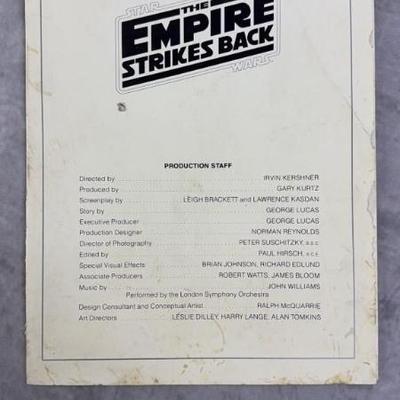 STAR
THE
EMPIRE
STRIKES BACK
WARS
PRODUCTION STAFF
Directed by IRVIN KERSHNER
Produced by GARY KURTZ
Screenplay by LEIGH BRACKETT and LAWRENCE KASDAN
Story by GEORGE LUCAS
Executive Producer GEORGE LUCAS
Production Designer NORMAN REYNOLDS
Director of Photography PETER SUSCHITZKY, B.S.C.
Edited by PAUL HIRSCH, A.C.E.
Special Visual Effects BRIAN JOHNSON, RICHARD EDLUND
Associate Producers ROBERT WATTS, JAMES BLOOM
Music by JOHN WILLIAMS
Performed by the London Symphony Orchestra
Design Consultant and Conceptual Artist RALPH McQUARRIE
Art Directors LESLIE DILLEY, HARRY LANGE, ALAN TOMKINS